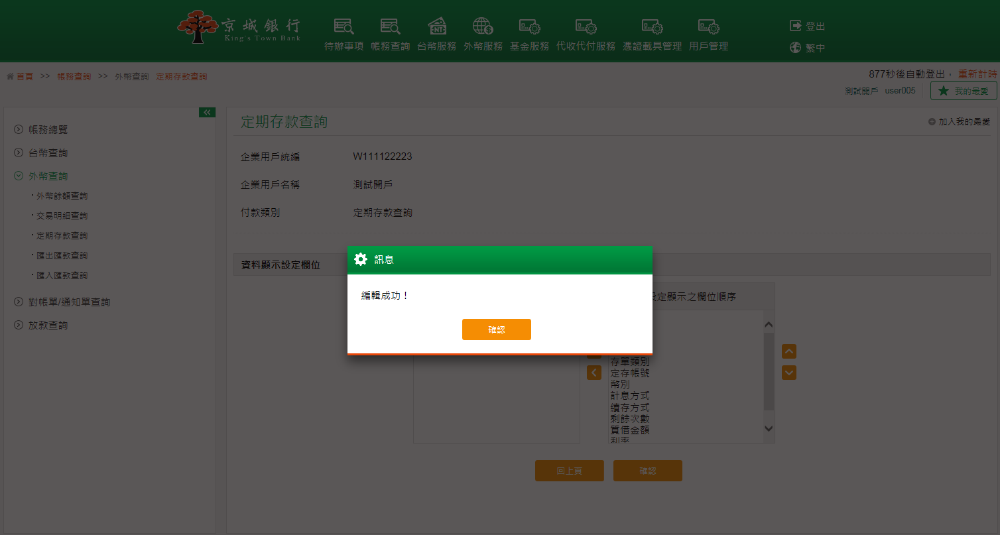 京城銀行
King's Town Bank
待辦事項 帳務查詢 台幣服務 外幣服務 基金服務 代收代付服務 憑證載具管理 用戶管理
登出
繁中
首頁 >> 帳務查詢 >> 外幣查詢 定期存款查詢
877秒後自動登出， 重新計時
測試開戶 user005
我的最愛
帳務總覽
台幣查詢
外幣查詢
外幣餘額查詢
交易明細查詢
定期存款查詢
匯出匯款查詢
匯入匯款查詢
對帳單/通知單查詢
放款查詢
定期存款查詢
加入我的最愛
企業用戶統編 W111122223
企業用戶名稱 測試開戶
付款類別 定期存款查詢
資料顯示設定欄位
訊息
編輯成功！
確認
設定顯示之欄位順序
存單類別
定存帳號
幣別
計息方式
續存方式
剩餘次數
質借金額
利率
回上頁 確認